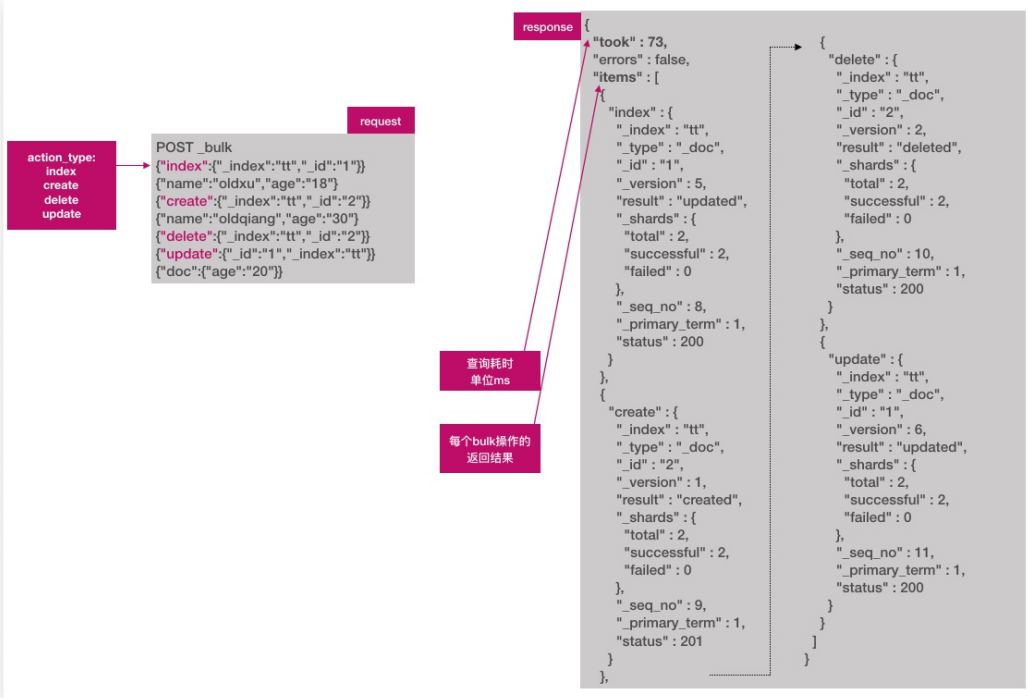 action_type:
index
create
delete
update
request
POST _bulk
{"index":{"_index":"tt","_id":"1"}}
{"name":"oldxu","age":"18"}
{"create":{"_index":"tt","_id":"2"}}
{"name":"oldqiang","age":"30"}
{"delete":{"_index":"tt","_id":"2"}}
{"update":{"_id":"1","_index":"tt"}}
{"doc":{"age":"20"}}
查询耗时
单位ms
每个bulk操作的
返回结果
response
{
"took" : 73,
"errors" : false,
"items" : [
{
"index" : {
"_index" : "tt",
"_type" : "_doc",
"_id" : "1",
"_version" : 5,
"result" : "updated",
"_shards" : {
"total" : 2,
"successful" : 2,
"failed" : 0
},
"_seq_no" : 8,
"_primary_term" : 1,
"status" : 200
}
},
{
"create" : {
"_index" : "tt",
"_type" : "_doc",
"_id" : "2",
"_version" : 1,
"result" : "created",
"_shards" : {
"total" : 2,
"successful" : 2,
"failed" : 0
},
"_seq_no" : 9,
"_primary_term" : 1,
"status" : 201
}
},
{
"delete" : {
"_index" : "tt",
"_type" : "_doc",
"_id" : "2",
"_version" : 2,
"result" : "deleted",
"_shards" : {
"total" : 2,
"successful" : 2,
"failed" : 0
},
"_seq_no" : 10,
"_primary_term" : 1,
"status" : 200
}
},
{
"update" : {
"_index" : "tt",
"_type" : "_doc",
"_id" : "1",
"_version" : 6,
"result" : "updated",
"_shards" : {
"total" : 2,
"successful" : 2,
"failed" : 0
},
"_seq_no" : 11,
"_primary_term" : 1,
"status" : 200
}
}
]
}